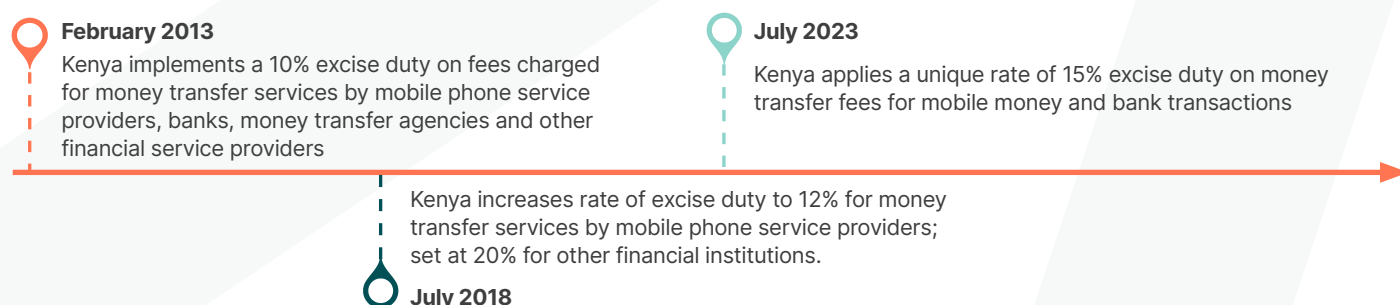 February 2013
Kenya implements a 10% excise duty on fees charged
for money transfer services by mobile phone service
providers, banks, money transfer agencies and other
financial service providers
July 2023
Kenya applies a unique rate of 15% excise duty on money
transfer fees for mobile money and bank transactions
Kenya increases rate of excise duty to 12% for money
transfer services by mobile phone service providers;
set at 20% for other financial institutions.
July 2018